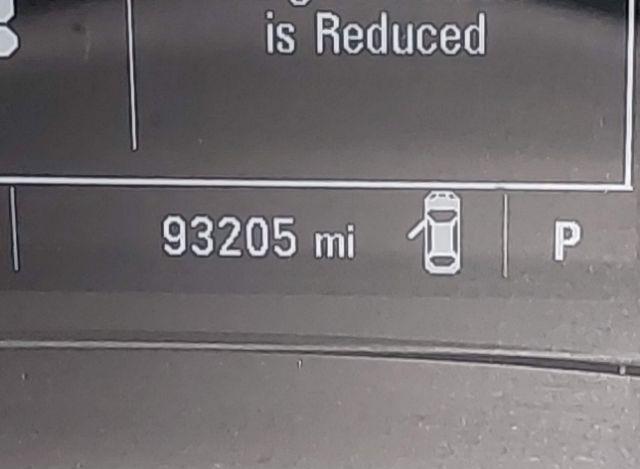 is Reduced
93205 mi
P